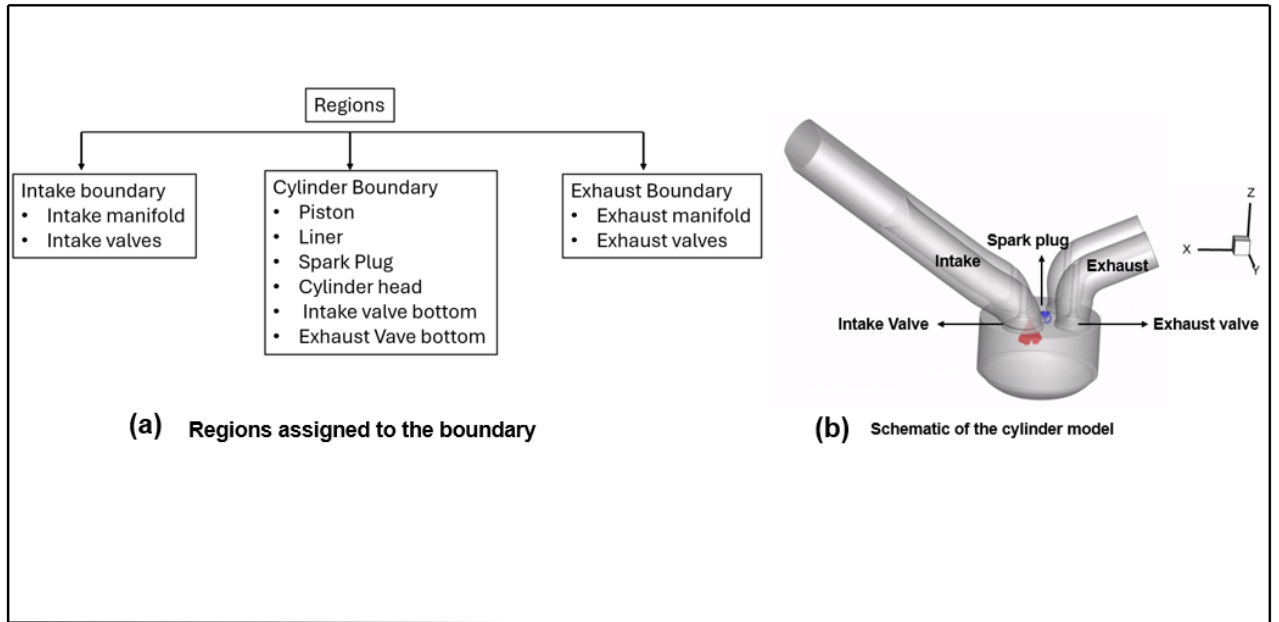 Regions
Intake boundary
• Intake manifold
• Intake valves
Cylinder Boundary
• Piston
• Liner
• Spark Plug
• Cylinder head
• Intake valve bottom
• Exhaust Vave bottom
Exhaust Boundary
• Exhaust manifold
• Exhaust valves
(a) Regions assigned to the boundary
Spark plug
Intake
Exhaust
Intake Valve
Exhaust valve
Z
X
Y
(b) Schematic of the cylinder model